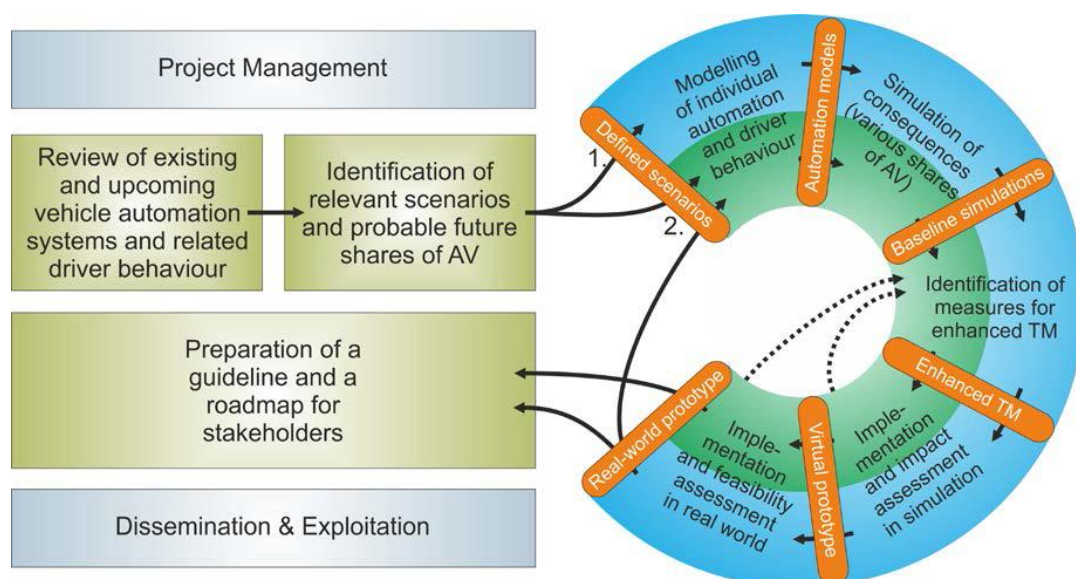 Project Management
Review of existing
and upcoming
vehicle automation
systems and related
driver behaviour
Identification of
relevant scenarios
and probable future
shares of AV
Preparation of a
guideline and a
roadmap for
stakeholders
Dissemination & Exploitation
1.
2.
Defined scenarios
Modelling
of individual
automation
and driver
behaviour
Automation models
Simulation of
consequences
(various shares
of AV)
Baseline simulations
Identification of
measures for
enhanced TM
Enhanced TM
Imple-
mentation
and impact
assessment
in simulation
Virtual prototype
Imple-
mentation
and feasibility
assessment
in real world
Real-world prototype